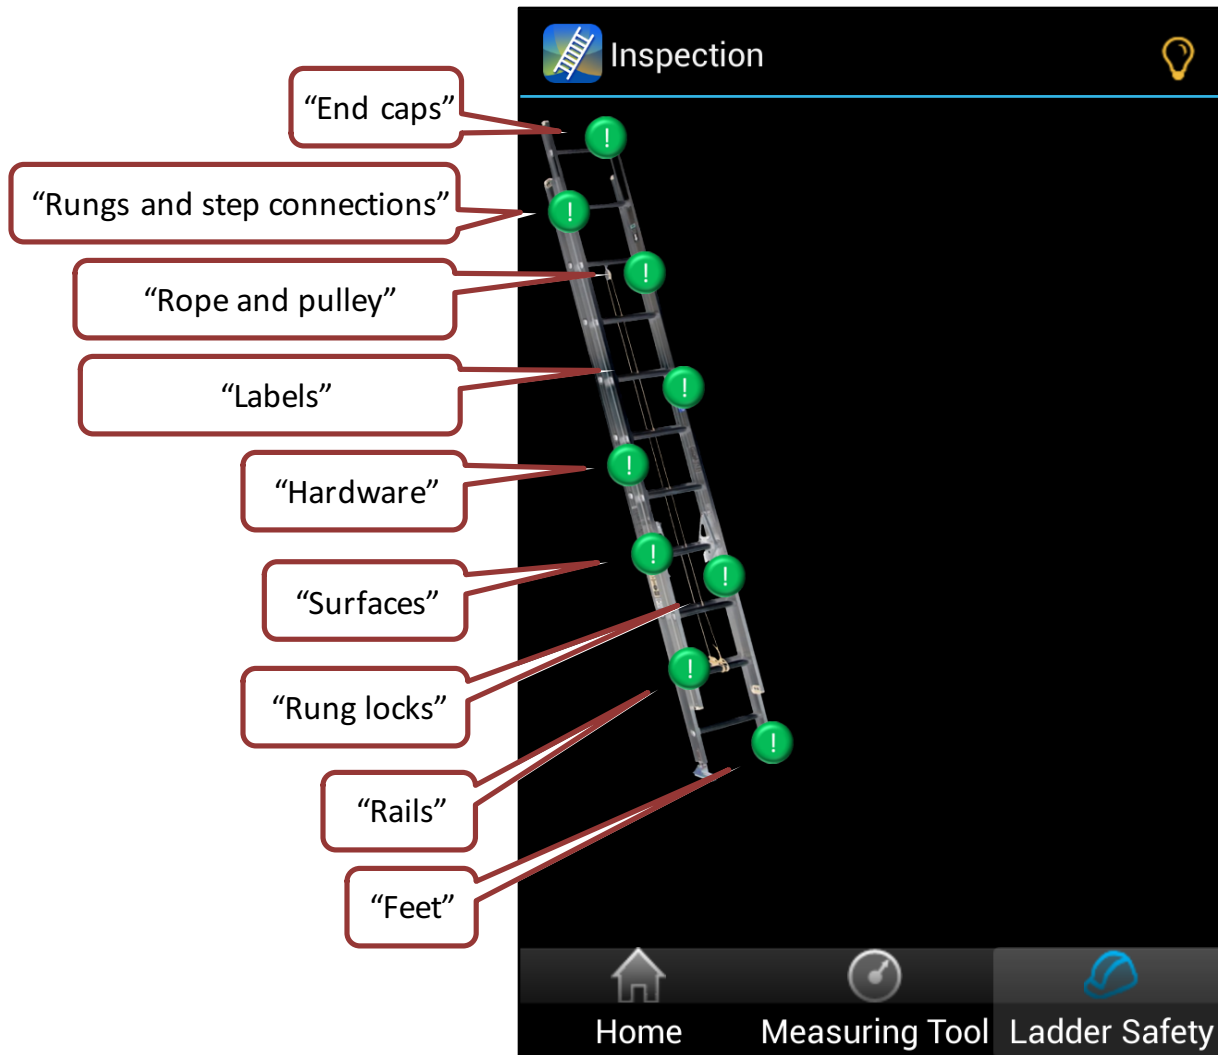 Inspection
“End caps”
“Rungs and step connections”
“Rope and pulley”
“Labels”
“Hardware”
“Surfaces”
“Rung locks”
“Rails”
“Feet”
!
!
!
!
!
!
!
!
!
Home
Measuring Tool
Ladder Safety